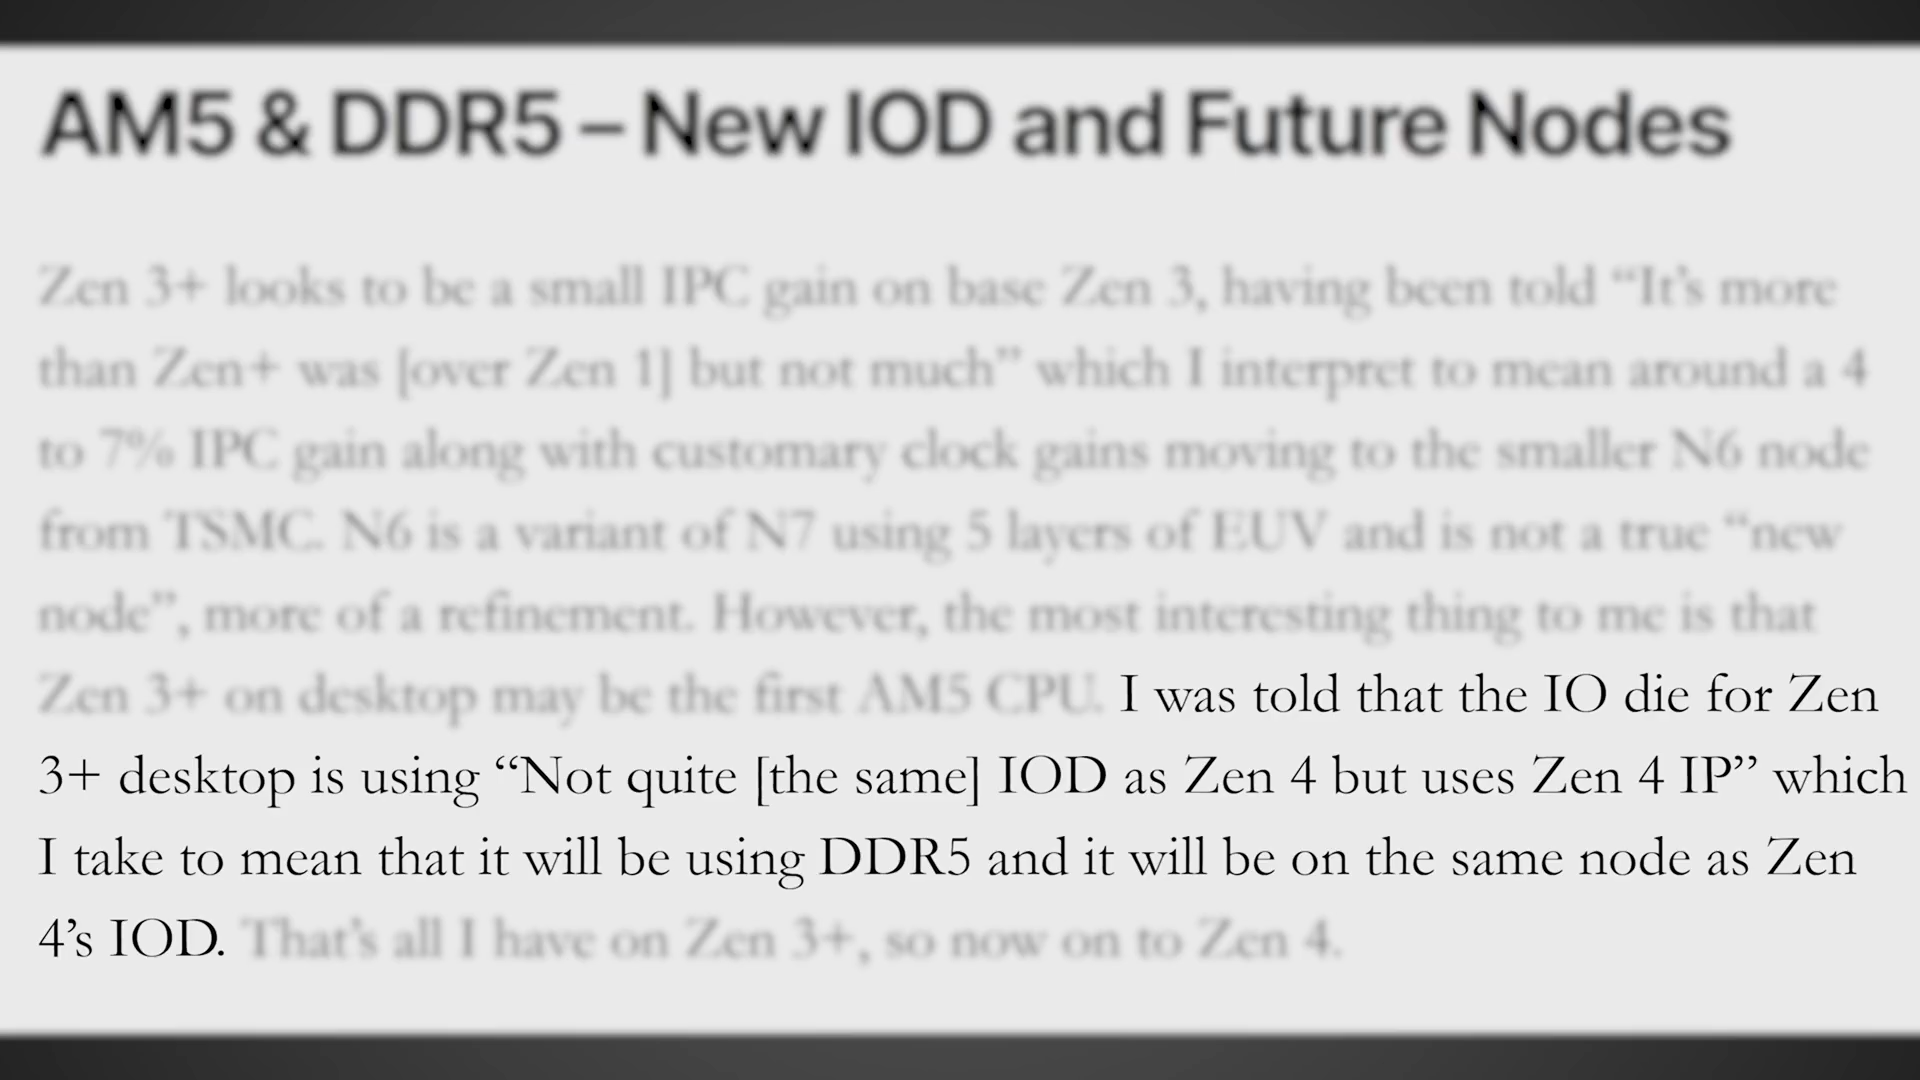 AM5 & DDR5 – New IOD and Future Nodes
Zen 3+ looks to be a small IPC gain on base Zen 3, having been told “It’s more
than Zen+ was [over Zen 1] but not much” which I interpret to mean around a 4
to 7% IPC gain along with customary clock gains moving to the smaller N6 node
from TSMC. N6 is a variant of N7 using 5 layers of EUV and is not a true “new
node”, more of a refinement. However, the most interesting thing to me is that
Zen 3+ on desktop may be the first AM5 CPU. I was told that the IO die for Zen
3+ desktop is using “Not quite [the same] IOD as Zen 4 but uses Zen 4 IP” which
I take to mean that it will be using DDR5 and it will be on the same node as Zen
4’s IOD. That’s all I have on Zen 3+, so now on to Zen 4.